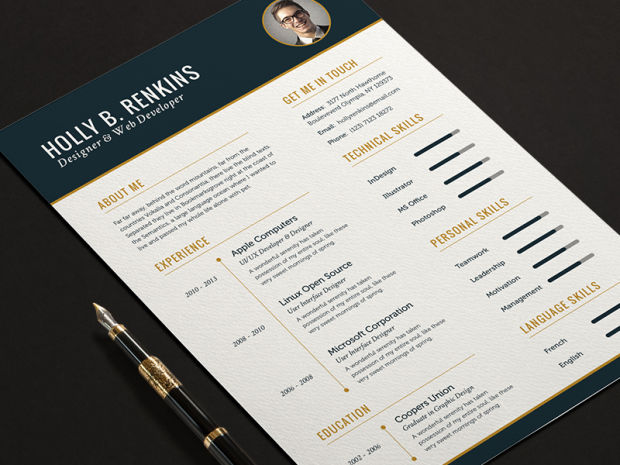 HOLLY B. RENKINS
Designer & Web Developer
ABOUT ME
Far far away, behind the word mountains, far from the
countries Vokalia and Consonantia, there live the blind texts
Separated they live in Bookmarksgrove right at the coast of
the Semantics, a large language ocean where I wanted to
live and passed my whole life alone with pet.
EXPERIENCE
2010 - 2013
Apple Computers
UI/UX Developer & Designer
A wonderful serenity has taken
possession of my entire soul, like these
very sweet mornings of spring.
2008 - 2010
Linux Open Source
User Interface Designer
A wonderful serenity has taken
possession of my entire soul, like these
very sweet mornings of spring.
2006 - 2008
Microsoft Corporation
User Interface Designer
A wonderful serenity has taken
possession of my entire soul, like these
very sweet mornings of spring.
EDUCATION
2002 - 2006
Coopers Union
Graduate in Graphic Design
A wonderful serenity has taken
possession of my entire soul, like these
very sweet mornings of spring.
GET ME IN TOUCH
Address: 3177 North Hawthorne
Bouleveerd Olympia, NY 129373
Email: hollyrenkins@email.com
Phone: (123) 7123 18272
TECHNICAL SKILLS
InDesign
Illustrator
MS Office
Photoshop
PERSONAL SKILLS
Teamwork
Leadership
Motivation
Management
LANGUAGE SKILLS
French
English